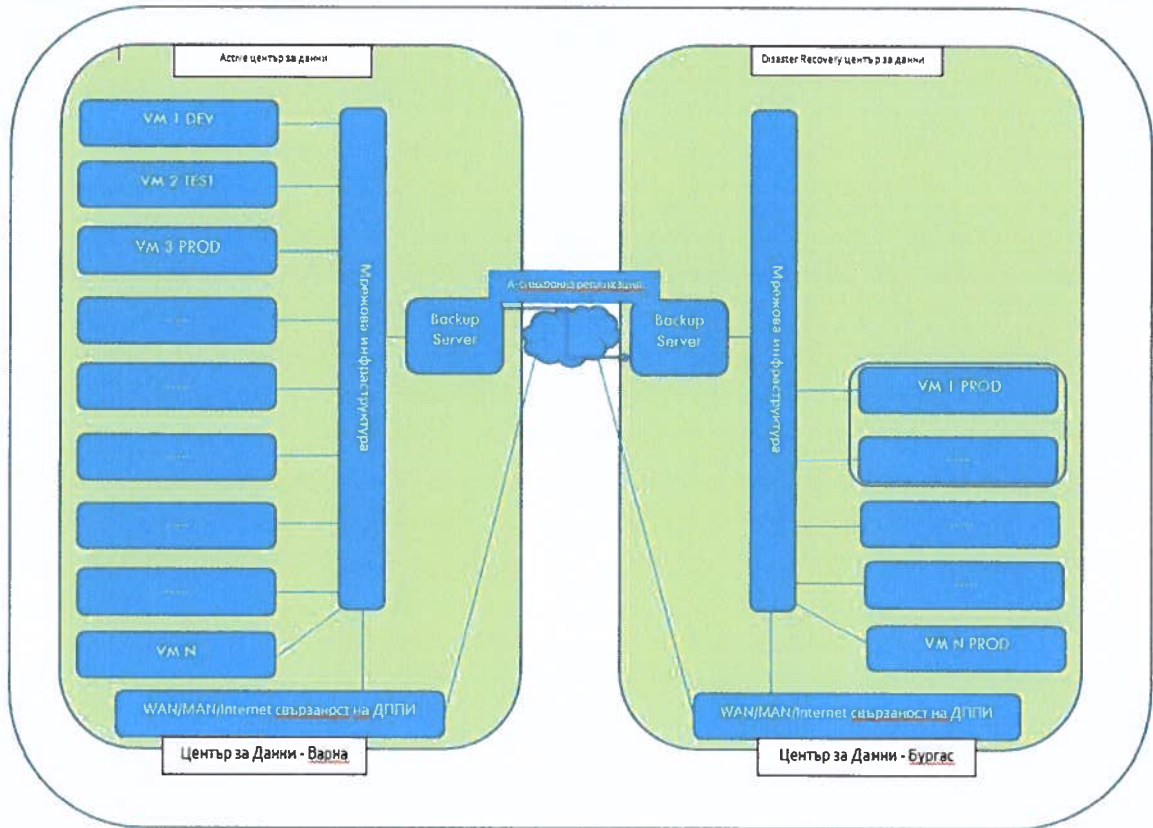 Active център за данни
VM 1 DEV
VM 2 TEST
VM 3 PROD
......
......
......
......
......
VM N
Мрежова инфраструктура
Backup
Server
WAN/MAN/Internet свързаност на ДППИ
Център за Данни - Варна
А-синхронна репликация
Disaster Recovery център за данни
Backup
Server
Мрежова инфраструктура
VM 1 PROD
......
......
......
VM N PROD
WAN/MAN/Internet свързаност на ДППИ
Център за Данни - Бургас